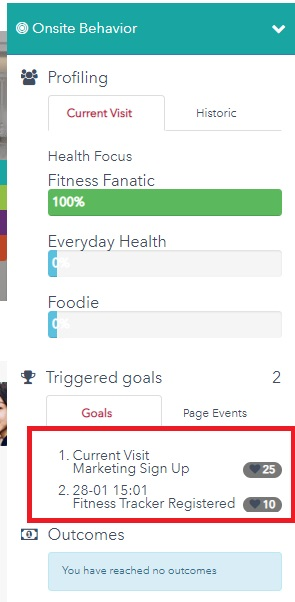 Onsite Behavior
Profiling
Current Visit Historic
Health Focus
Fitness Fanatic
100%
Everyday Health
0%
Foodie
0%
Triggered goals 2
Goals Page Events
1. Current Visit
Marketing Sign Up 25
2. 28-01 15:01
Fitness Tracker Registered 10
Outcomes
You have reached no outcomes